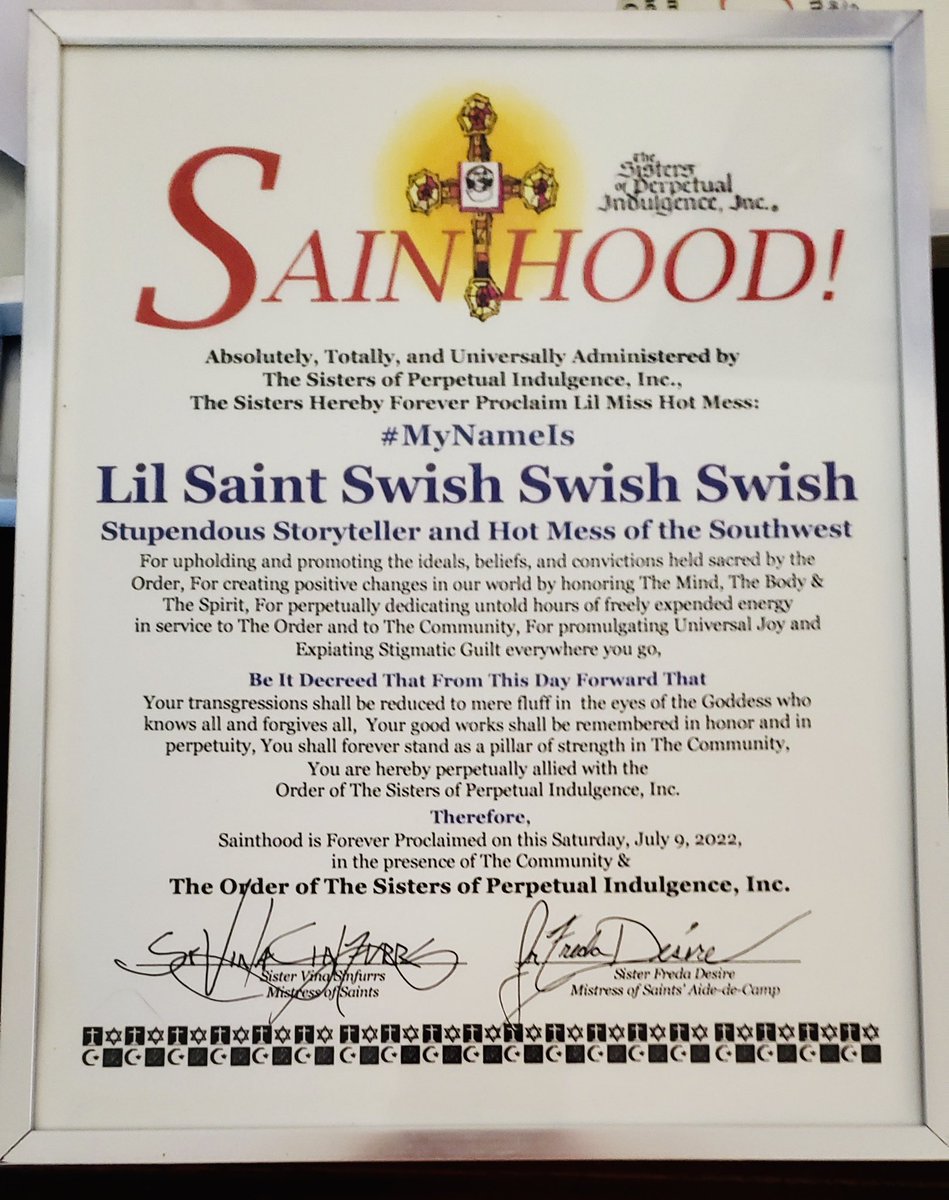 The
Sisters
of Perpetual
Indulgence, Inc.®
SAINTHOOD!
Absolutely, Totally, and Universally Administered by
The Sisters of Perpetual Indulgence, Inc.,
The Sisters Hereby Forever Proclaim Lil Miss Hot Mess:
#MyNameIs
Lil Saint Swish Swish Swish
Stupendous Storyteller and Hot Mess of the Southwest
For upholding and promoting the ideals, beliefs, and convictions held sacred by the
Order, For creating positive changes in our world by honoring The Mind, The Body &
The Spirit, For perpetually dedicating untold hours of freely expended energy
in service to The Order and to The Community, For promulgating Universal Joy and
Expiating Stigmatic Guilt everywhere you go,
Be It Decreed That From This Day Forward That
Your transgressions shall be reduced to mere fluff in the eyes of the Goddess who
knows all and forgives all, Your good works shall be remembered in honor and in
perpetuity, You shall forever stand as a pillar of strength in The Community,
You are hereby perpetually allied with the
Order of The Sisters of Perpetual Indulgence, Inc.
Therefore,
Sainthood is Forever Proclaimed on this Saturday, July 9, 2022,
in the presence of The Community &
The Order of The Sisters of Perpetual Indulgence, Inc.
Sr Vina Sinfurrs
Sr Freda Desire
Sister Vina Sinfurrs
Sister Freda Desire
Mistress of Saints
Mistress of Saints' Aide-de-Camp